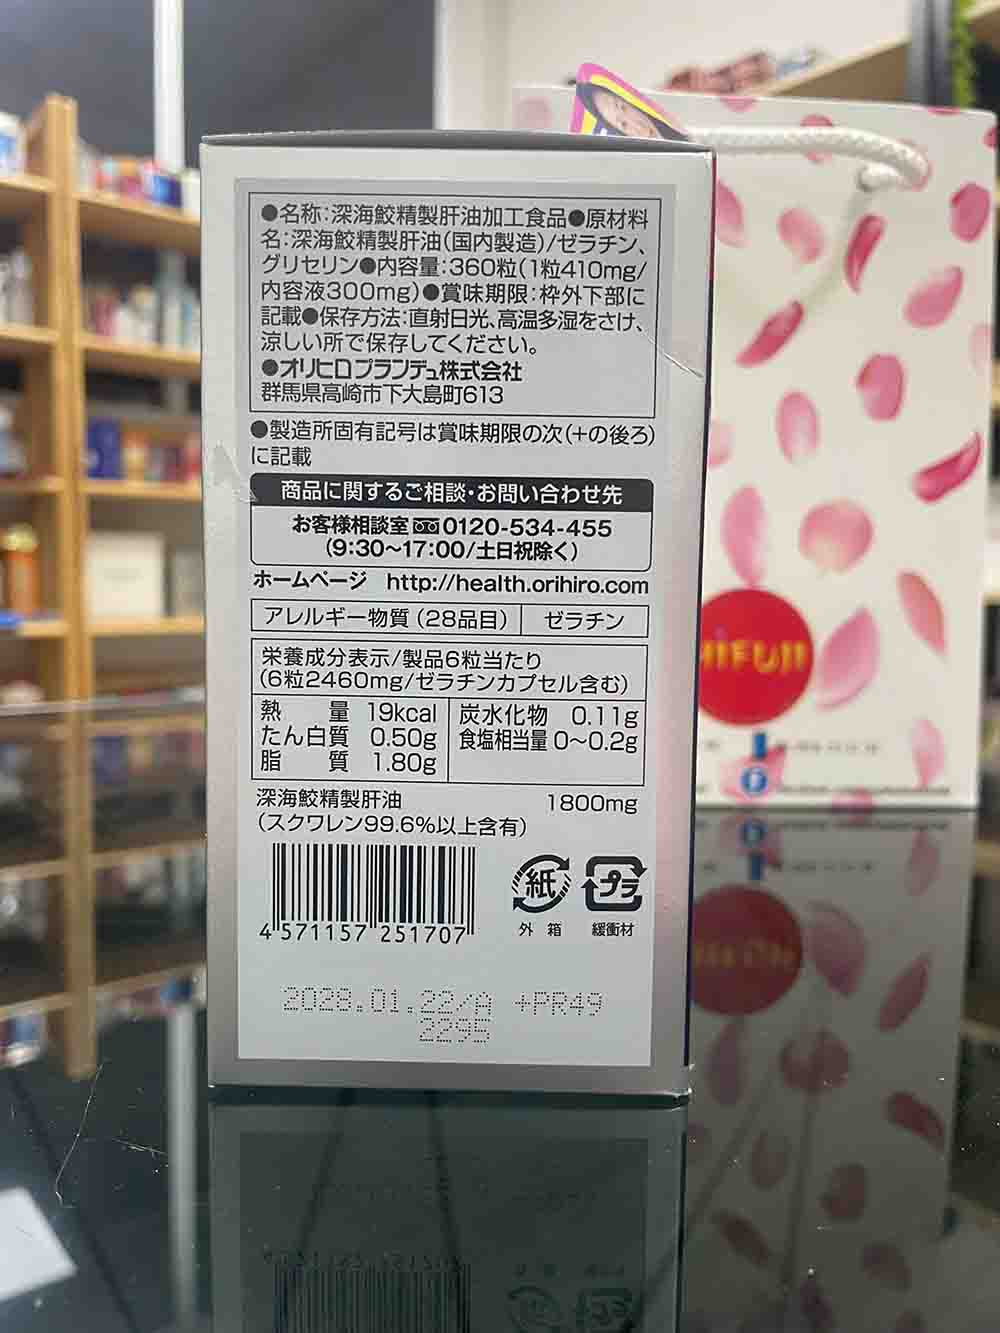 ●名称:深海鮫精製肝油加工食品●原材料
名:深海鮫精製肝油(国内製造)/ゼラチン、
グリセリン●内容量:360粒(1粒410mg/
内容液300mg)●賞味期限:枠外下部に
記載●保存方法:直射日光、高温多湿をさけ、
涼しい所で保存してください。
●オリヒロプランデュ株式会社
群馬県高崎市下大島町613
●製造所固有記号は賞味期限の次(+の後ろ)
に記載
商品に関するご相談・お問い合わせ先
お客様相談室 0120-534-455
(9:30〜17:00/土日祝除く)
ホームページ http://health.orihiro.com
アレルギー物質(28品目) ゼラチン
栄養成分表示/製品6粒当たり
(6粒2460mg/ゼラチンカプセル含む)
熱量 19kcal 炭水化物 0.11g
たん白質 0.50g 食塩相当量 0〜0.2g
脂質 1.80g
深海鮫精製肝油 1800mg
(スクワレン99.6%以上含有)
紙 プラ
外箱 緩衝材
4 571157 251707
2028.01.22/A +PR49
2295